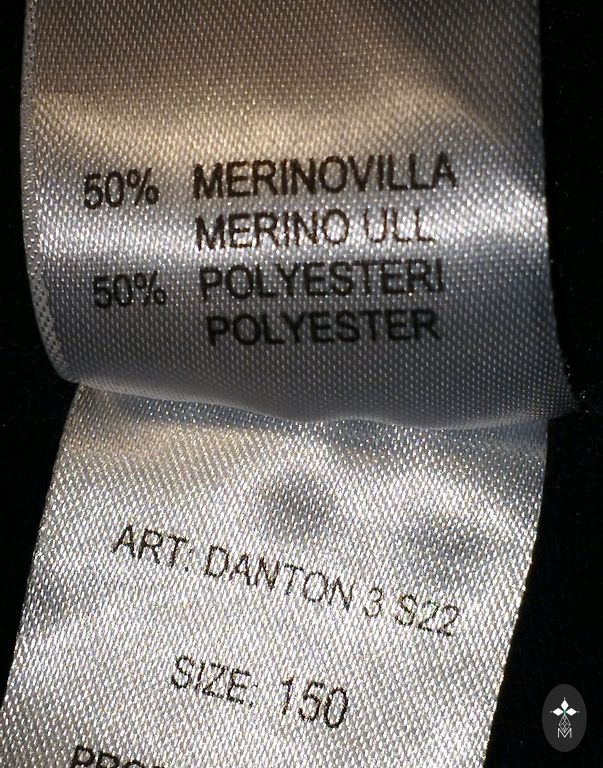 50% MERINOVILLA
MERINO ULL
50% POLYESTERI
POLYESTER
ART: DANTON 3 S22
SIZE: 150